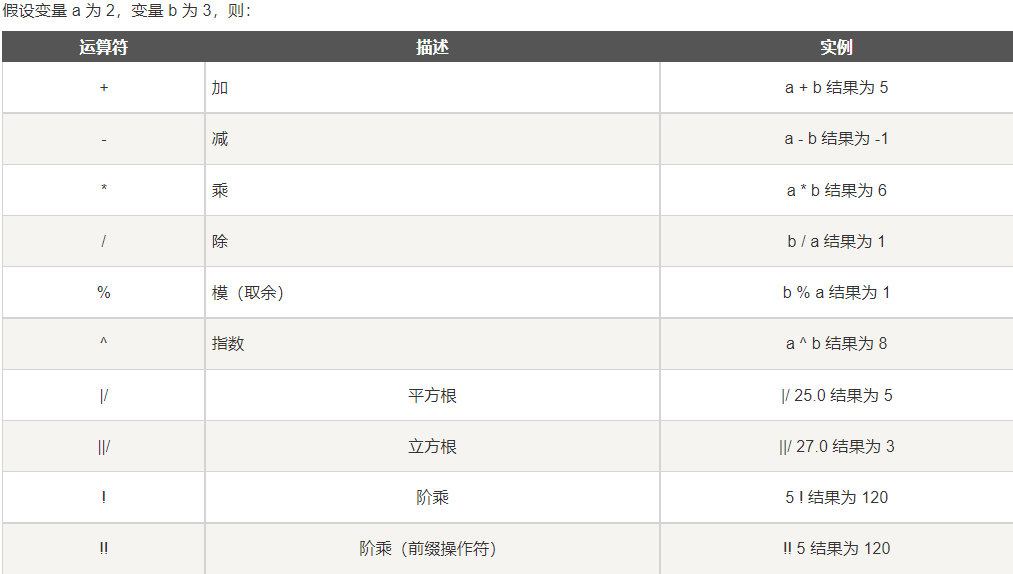 假设变量 a 为 2，变量 b 为 3，则：
运算符 描述 实例
+ 加 a + b 结果为 5
- 减 a - b 结果为 -1
* 乘 a * b 结果为 6
/ 除 b / a 结果为 1
% 模（取余） b % a 结果为 1
^ 指数 a ^ b 结果为 8
|/ 平方根 |/ 25.0 结果为 5
||/ 立方根 ||/ 27.0 结果为 3
! 阶乘 5 ! 结果为 120
!! 阶乘（前缀操作符） !! 5 结果为 120